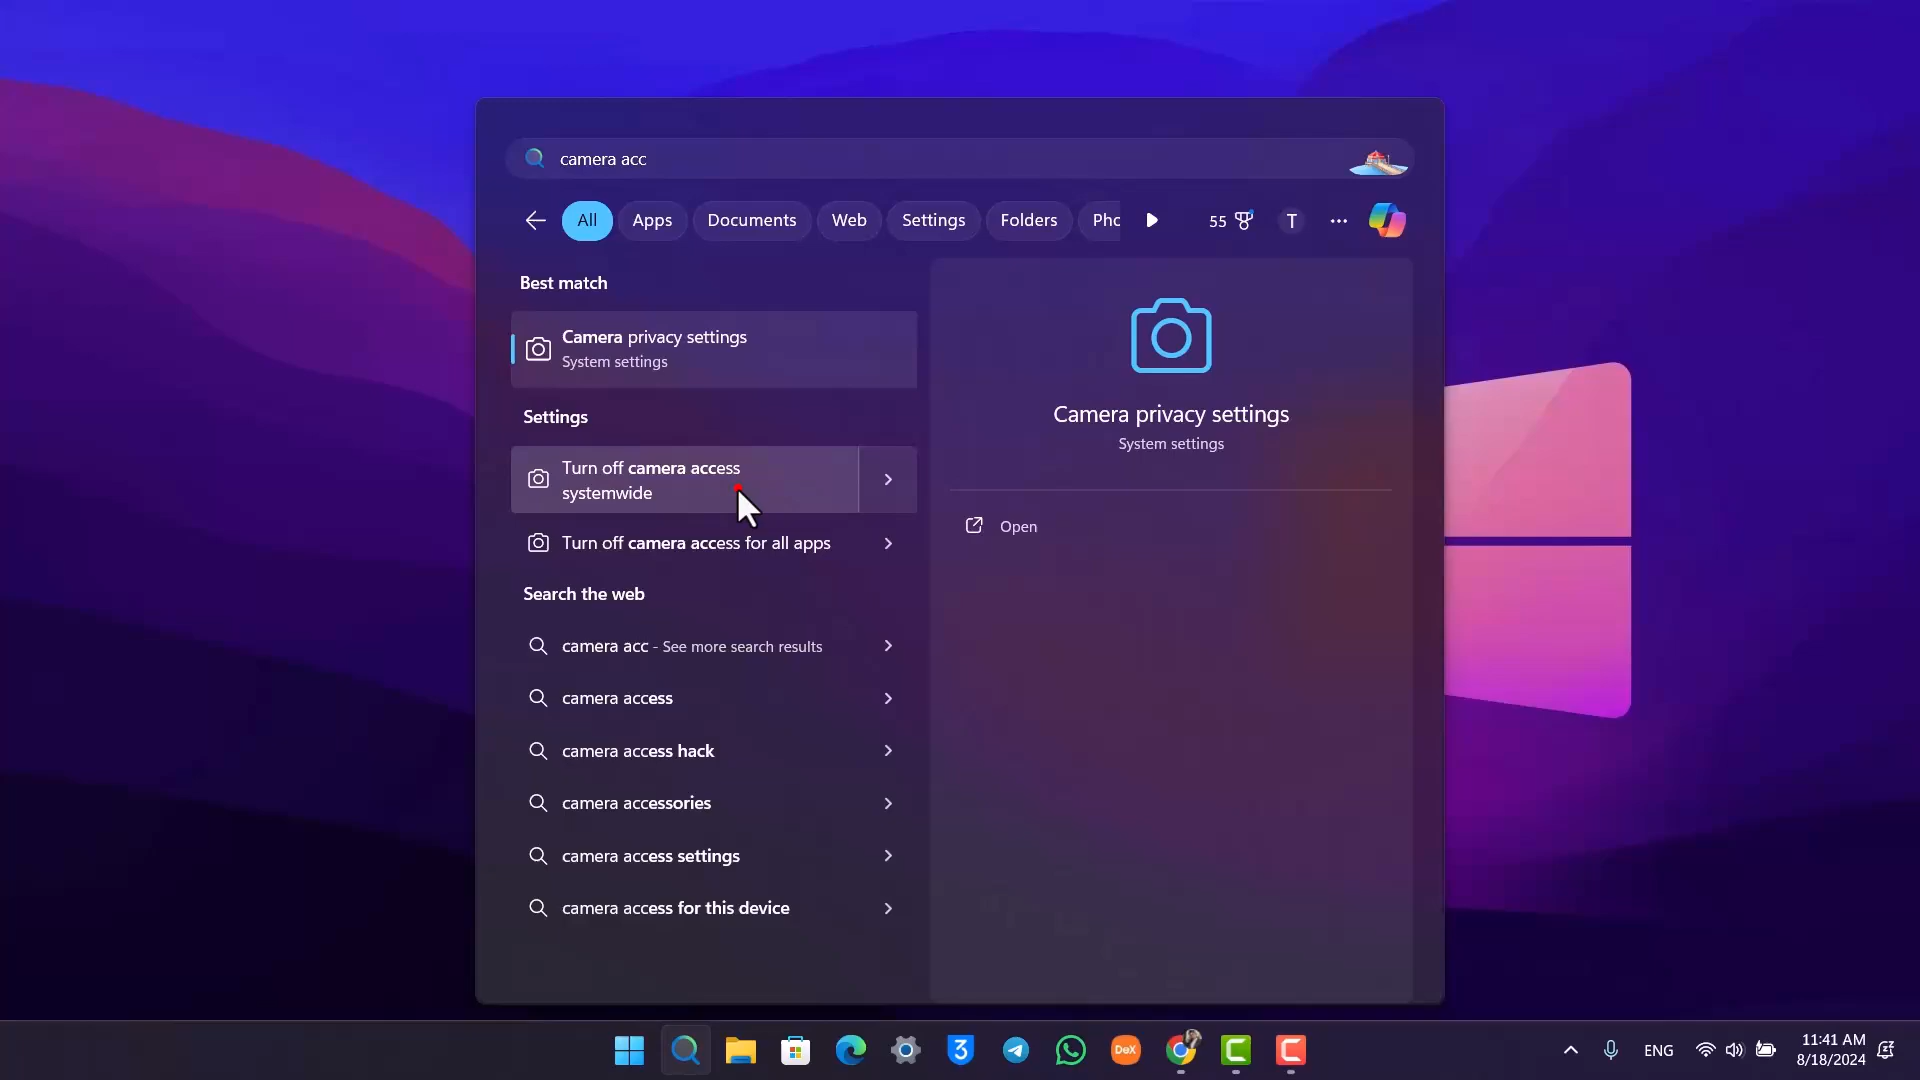 camera acc
All Apps Documents Web Settings Folders Phc 55 T
Best match
Camera privacy settings
System settings
Settings
Turn off camera access
systemwide
Turn off camera access for all apps
Search the web
camera acc - See more search results
camera access
camera access hack
camera accessories
camera access settings
camera access for this device
Camera privacy settings
System settings
Open
3
DeX
ENG
11:41 AM
8/18/2024